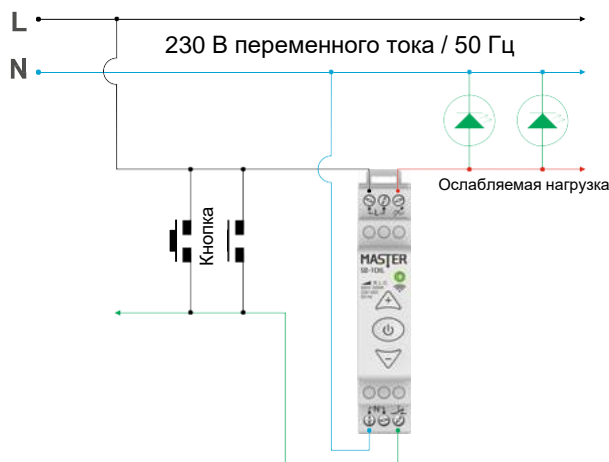 L
230 В переменного тока / 50 Гц
N
Ослабляемая нагрузка
Кнопка
L
MASTER
R, L, C
+
−
N